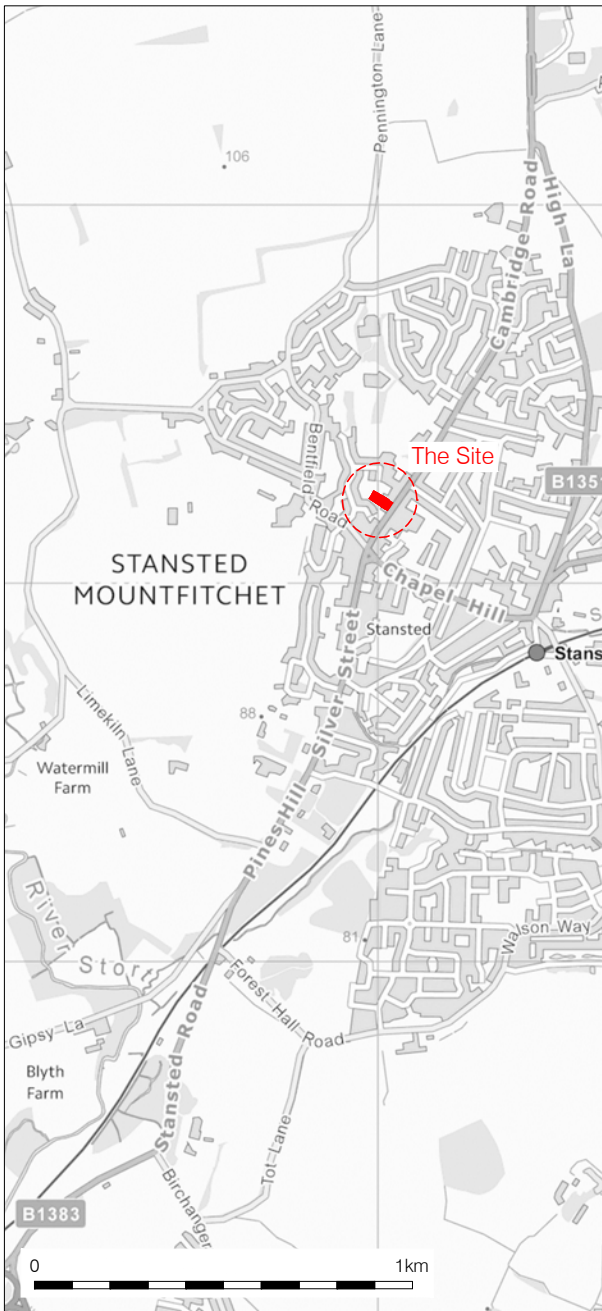 Pennington Lane
106
High La
Cambridge Road
Bentfield Road
The Site
B135
STANSTED
MOUNTFITCHET
Chapel Hill
Stansted
Stans
Silver Street
88
Limekiln Lane
Watermill
Farm
Pines Hill
River
Stort
81
Walson Way
Forest Hall Road
Gipsy La
Stansted Road
Blyth
Farm
Tot Lane
Birchanger
B1383
0
1km